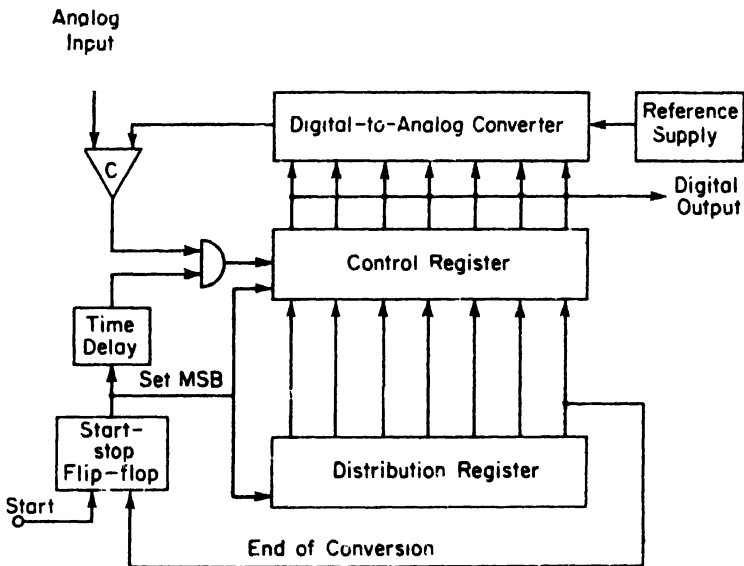 Analog
Input
Digital-to-Analog Converter
Reference
Supply
C
Digital
Output
Control Register
Time
Delay
Set MSB
Start-
stop
Flip-flop
Distribution Register
Start
End of Conversion